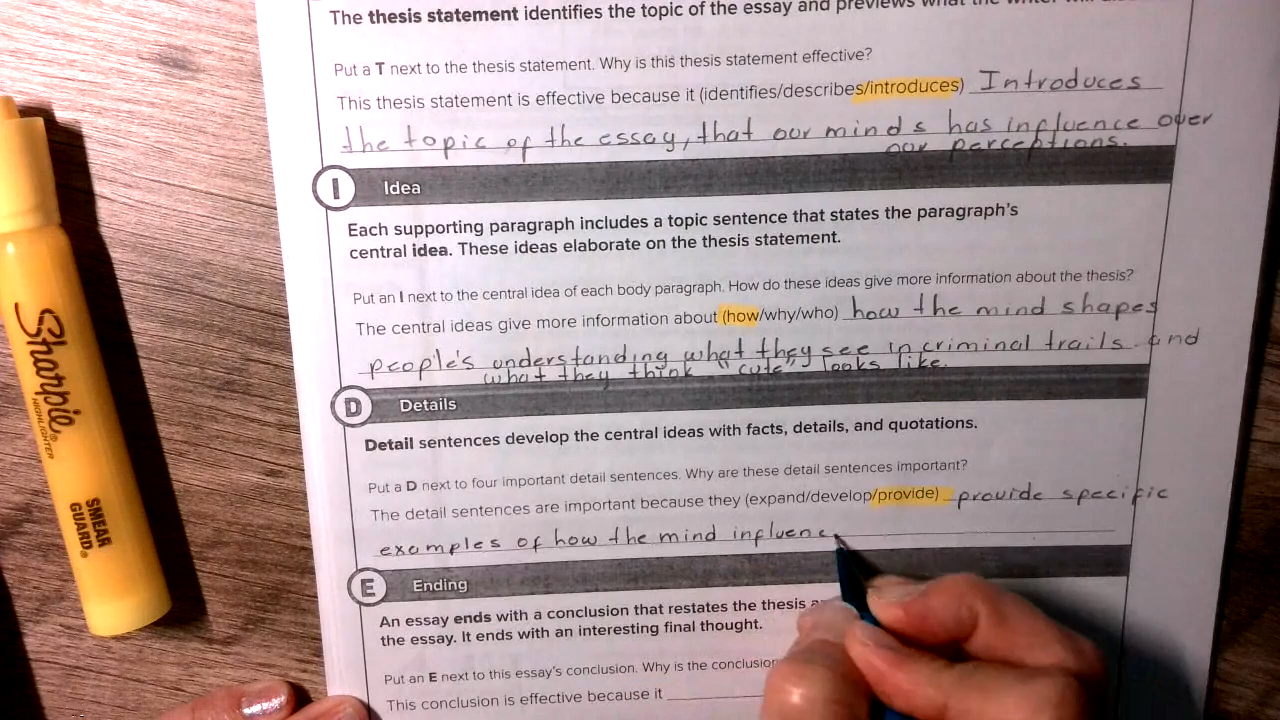 The thesis statement identifies the topic of the essay and previews what the writer will
Put a T next to the thesis statement. Why is this thesis statement effective?
This thesis statement is effective because it (identifies/describes/introduces) Introduces
the topic of the essay, that our minds has influence over
our perceptions.
I Idea
Each supporting paragraph includes a topic sentence that states the paragraph's
central idea. These ideas elaborate on the thesis statement.
Put an I next to the central idea of each body paragraph. How do these ideas give more information about the thesis?
The central ideas give more information about (how/why/who) how the mind shapes
people's understanding what they see in criminal trails and
what they think "cute" looks like.
D Details
Detail sentences develop the central ideas with facts, details, and quotations.
Put a D next to four important detail sentences. Why are these detail sentences important?
The detail sentences are important because they (expand/develop/provide) provide specific
examples of how the mind influenc
E Ending
An essay ends with a conclusion that restates the thesis
the essay. It ends with an interesting final thought.
Put an E next to this essay's conclusion. Why is the conclusion
This conclusion is effective because it
Sharpie
HIGHLIGHTER
SMEAR
GUARD